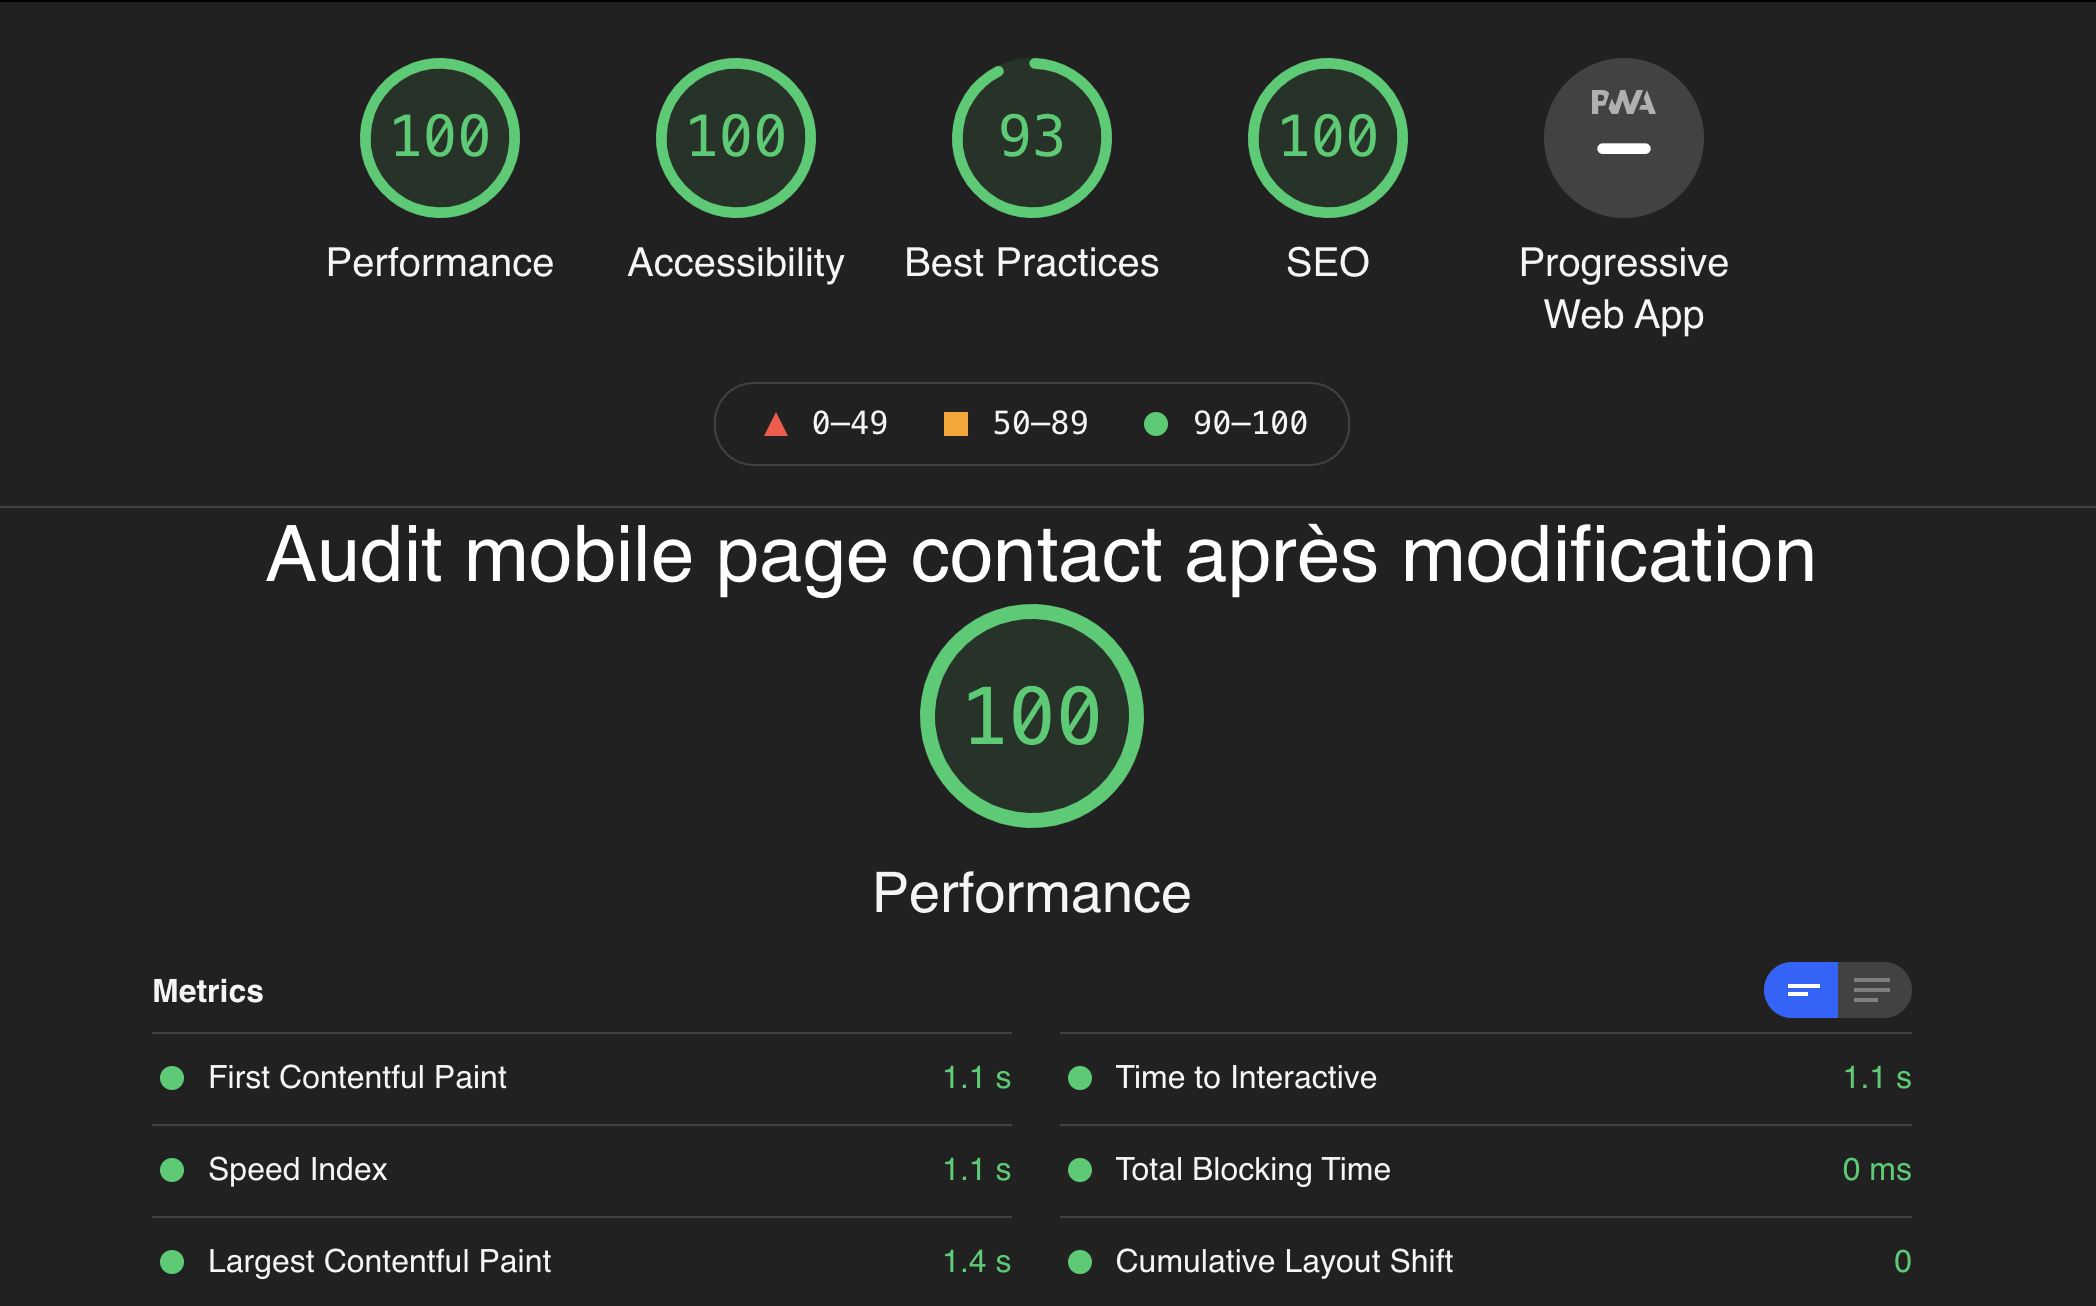 100 100 93 100 PWA
Performance Accessibility Best Practices SEO Progressive
Web App
0–49 50–89 90–100
Audit mobile page contact après modification
100
Performance
Metrics
First Contentful Paint 1.1 s Time to Interactive 1.1 s
Speed Index 1.1 s Total Blocking Time 0 ms
Largest Contentful Paint 1.4 s Cumulative Layout Shift 0